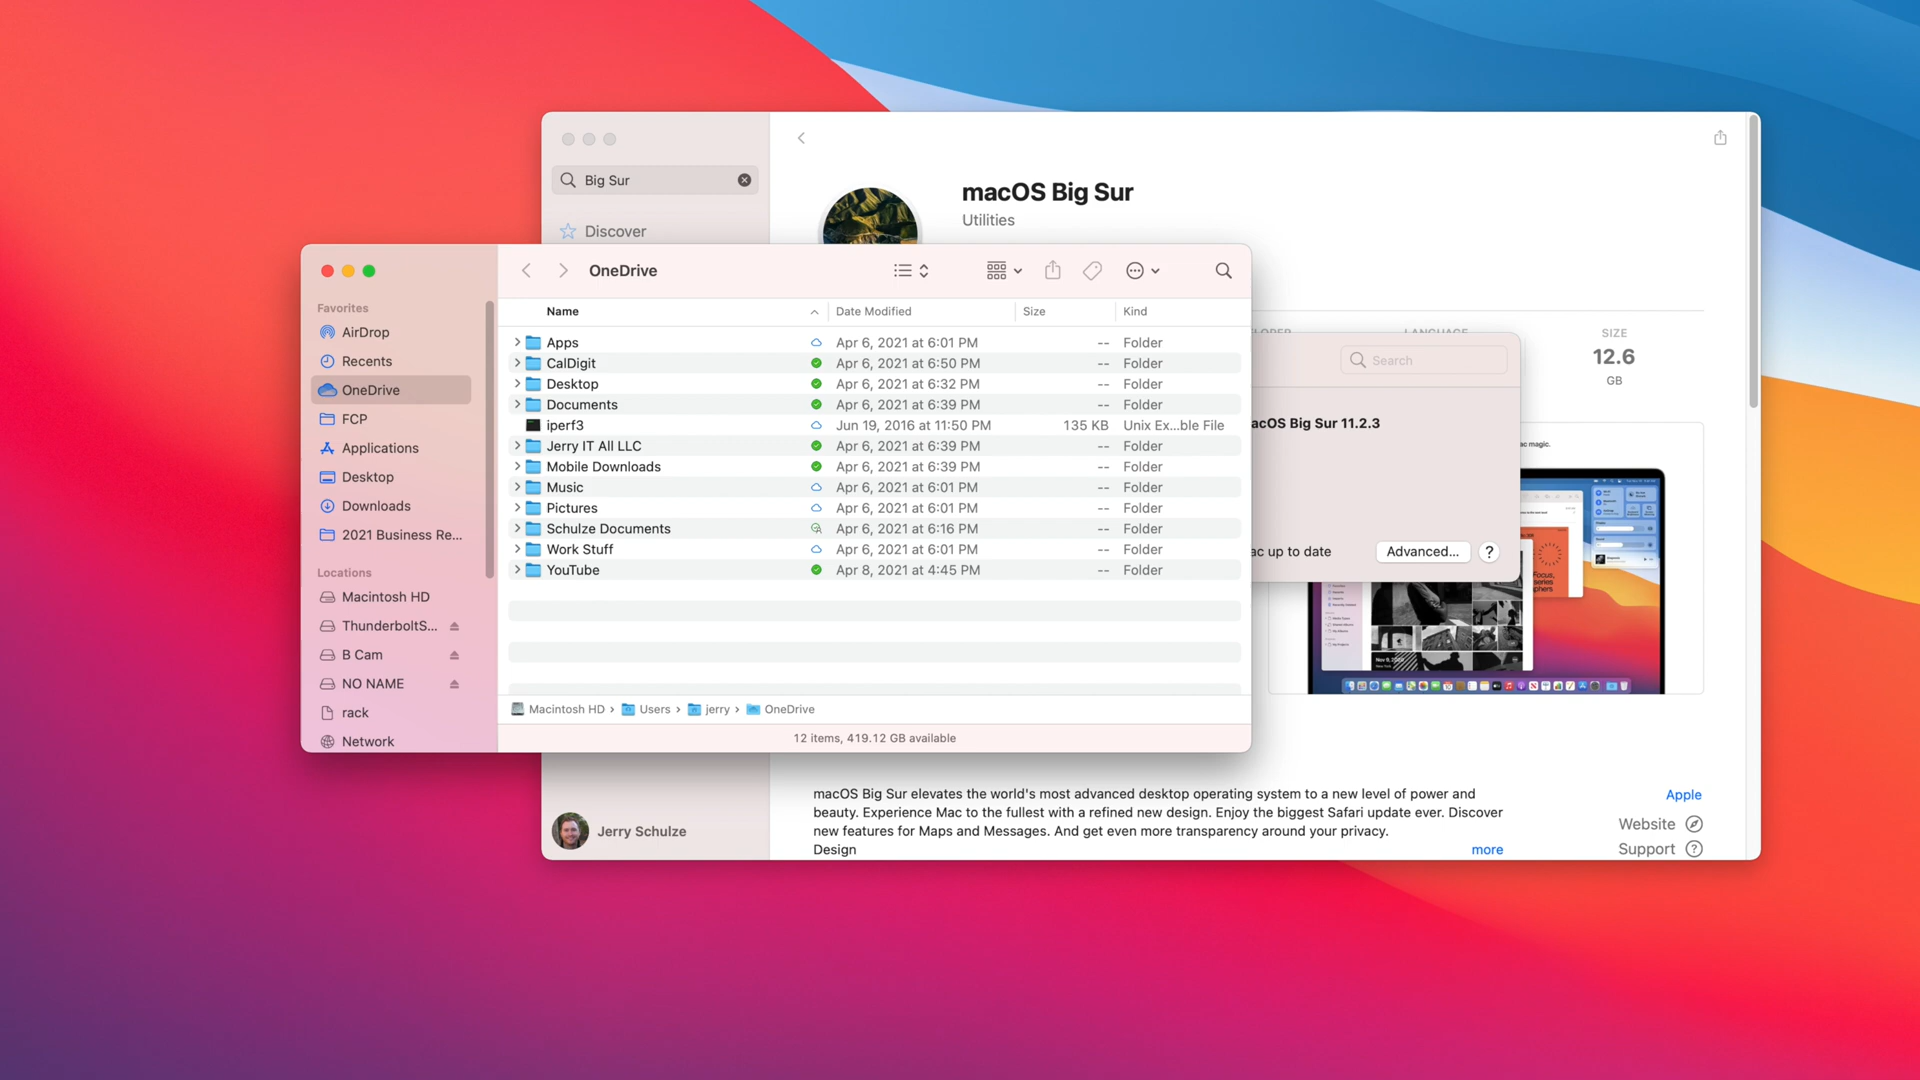 Big Sur
Discover
macOS Big Sur
Utilities
SIZE
12.6
GB
OneDrive
Favorites
AirDrop
Recents
OneDrive
FCP
Applications
Desktop
Downloads
2021 Business Re...
Locations
Macintosh HD
ThunderboltS...
B Cam
NO NAME
rack
Network
Name Date Modified Size Kind
Apps Apr 6, 2021 at 6:01 PM -- Folder
CalDigit Apr 6, 2021 at 6:50 PM -- Folder
Desktop Apr 6, 2021 at 6:32 PM -- Folder
Documents Apr 6, 2021 at 6:39 PM -- Folder
iperf3 Jun 19, 2016 at 11:50 PM 135 KB Unix Ex...ble File
Jerry IT All LLC Apr 6, 2021 at 6:39 PM -- Folder
Mobile Downloads Apr 6, 2021 at 6:39 PM -- Folder
Music Apr 6, 2021 at 6:01 PM -- Folder
Pictures Apr 6, 2021 at 6:01 PM -- Folder
Schulze Documents Apr 6, 2021 at 6:16 PM -- Folder
Work Stuff Apr 6, 2021 at 6:01 PM -- Folder
YouTube Apr 8, 2021 at 4:45 PM -- Folder
Macintosh HD › Users › jerry › OneDrive
12 items, 419.12 GB available
LANGUAGE
Search
acOS Big Sur 11.2.3
ac up to date
Advanced...
?
ac magic.
Focus,
series
Nov 9,
macOS Big Sur elevates the world's most advanced desktop operating system to a new level of power and
beauty. Experience Mac to the fullest with a refined new design. Enjoy the biggest Safari update ever. Discover
new features for Maps and Messages. And get even more transparency around your privacy.
Design
more
Apple
Website
Support
Jerry Schulze